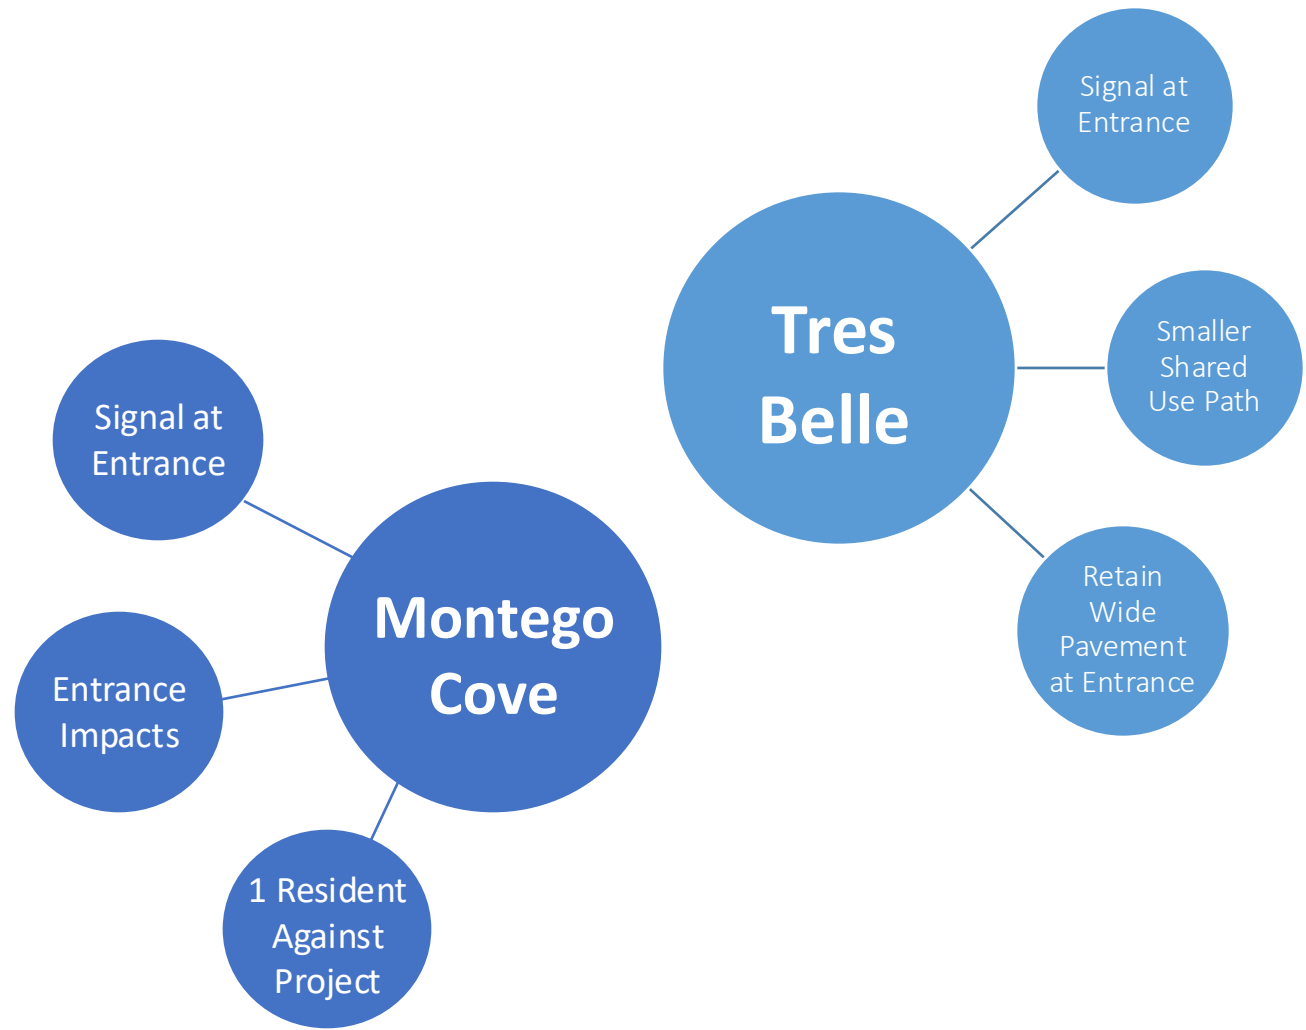 Signal at
Entrance
Tres
Belle
Smaller
Shared
Use Path
Retain
Wide
Pavement
at Entrance
Signal at
Entrance
Montego
Cove
Entrance
Impacts
1 Resident
Against
Project